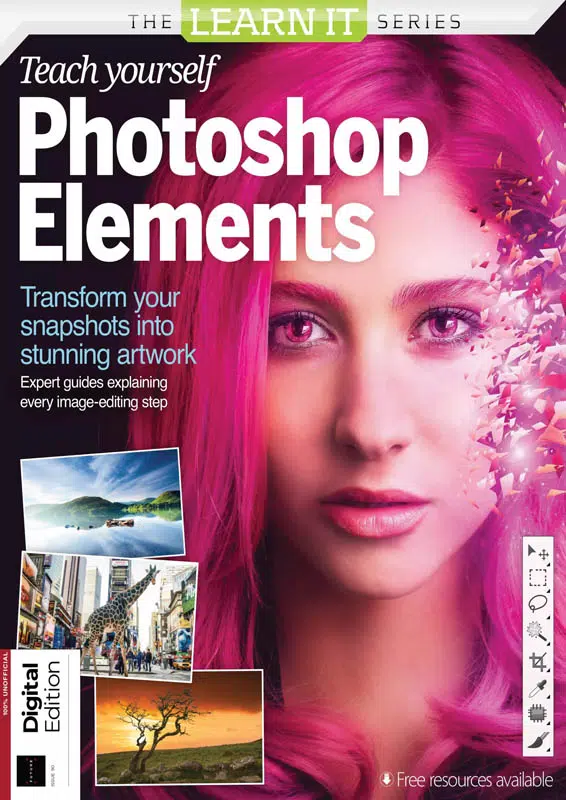 THE LEARN IT SERIES
Teach yourself
Photoshop
Elements
Transform your
snapshots into
stunning artwork
Expert guides explaining
every image-editing step
100% UNOFFICIAL
Digital
Edition
FUTURE
Free resources available